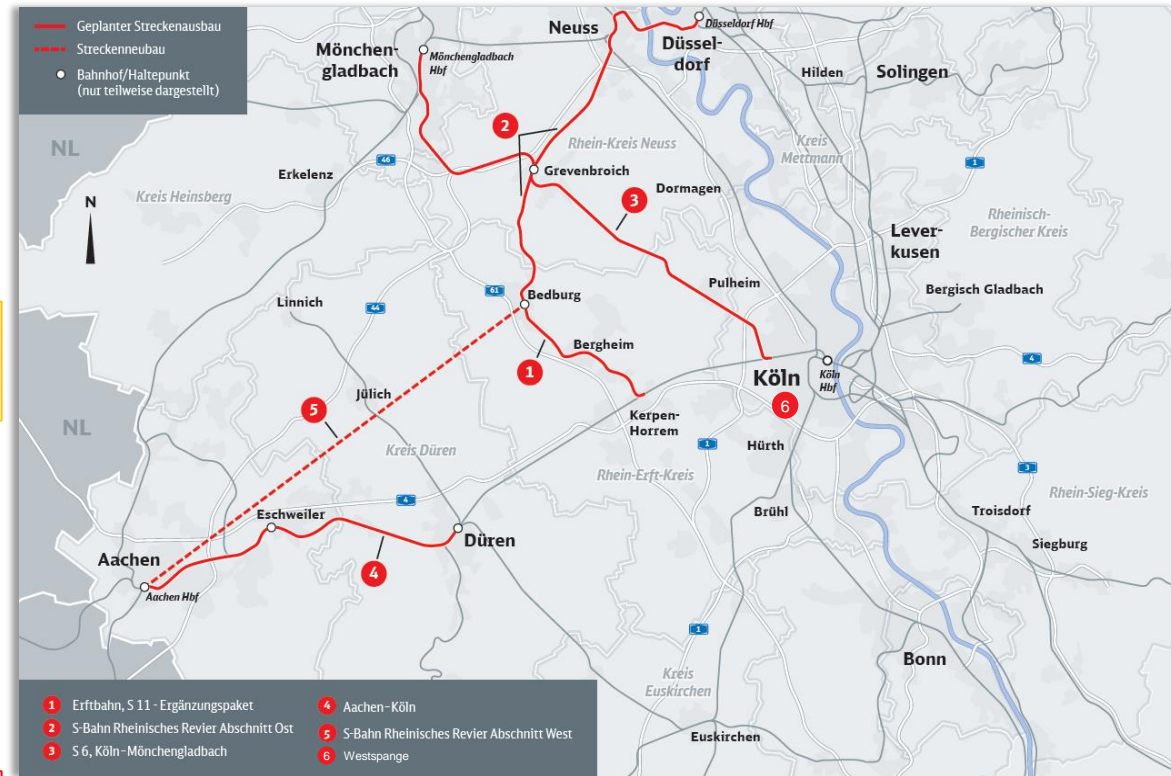 Geplanter Streckenausbau
Streckenneubau
Bahnhof/Haltepunkt
(nur teilweise dargestellt)
Mönchen-
gladbach
Mönchengladbach
Hbf
Neuss
Düsseldorf Hbf
Düssel-
dorf
Hilden
Solingen
NL
Erkelenz
Kreis Heinsberg
N
46
2
Rhein-Kreis Neuss
Kreis
Mettmann
1
Grevenbroich
Dormagen
3
Rheinisch-
Bergischer Kreis
Lever-
kusen
Linnich
44
61
Bedburg
Pulheim
Bergisch Gladbach
Bergheim
1
4
Köln
Köln
Hbf
6
NL
Jülich
5
Kerpen-
Horrem
Hürth
1
Kreis Düren
Rhein-Erft-Kreis
3
Rhein-Sieg-Kreis
4
Eschweiler
Düren
Brühl
Troisdorf
Siegburg
Aachen
Aachen Hbf
4
1
Bonn
Kreis
Euskirchen
Euskirchen
1 Erftbahn, S 11 - Ergänzungspaket
2 S-Bahn Rheinisches Revier Abschnitt Ost
3 S 6, Köln-Mönchengladbach
4 Aachen-Köln
5 S-Bahn Rheinisches Revier Abschnitt West
6 Westspange